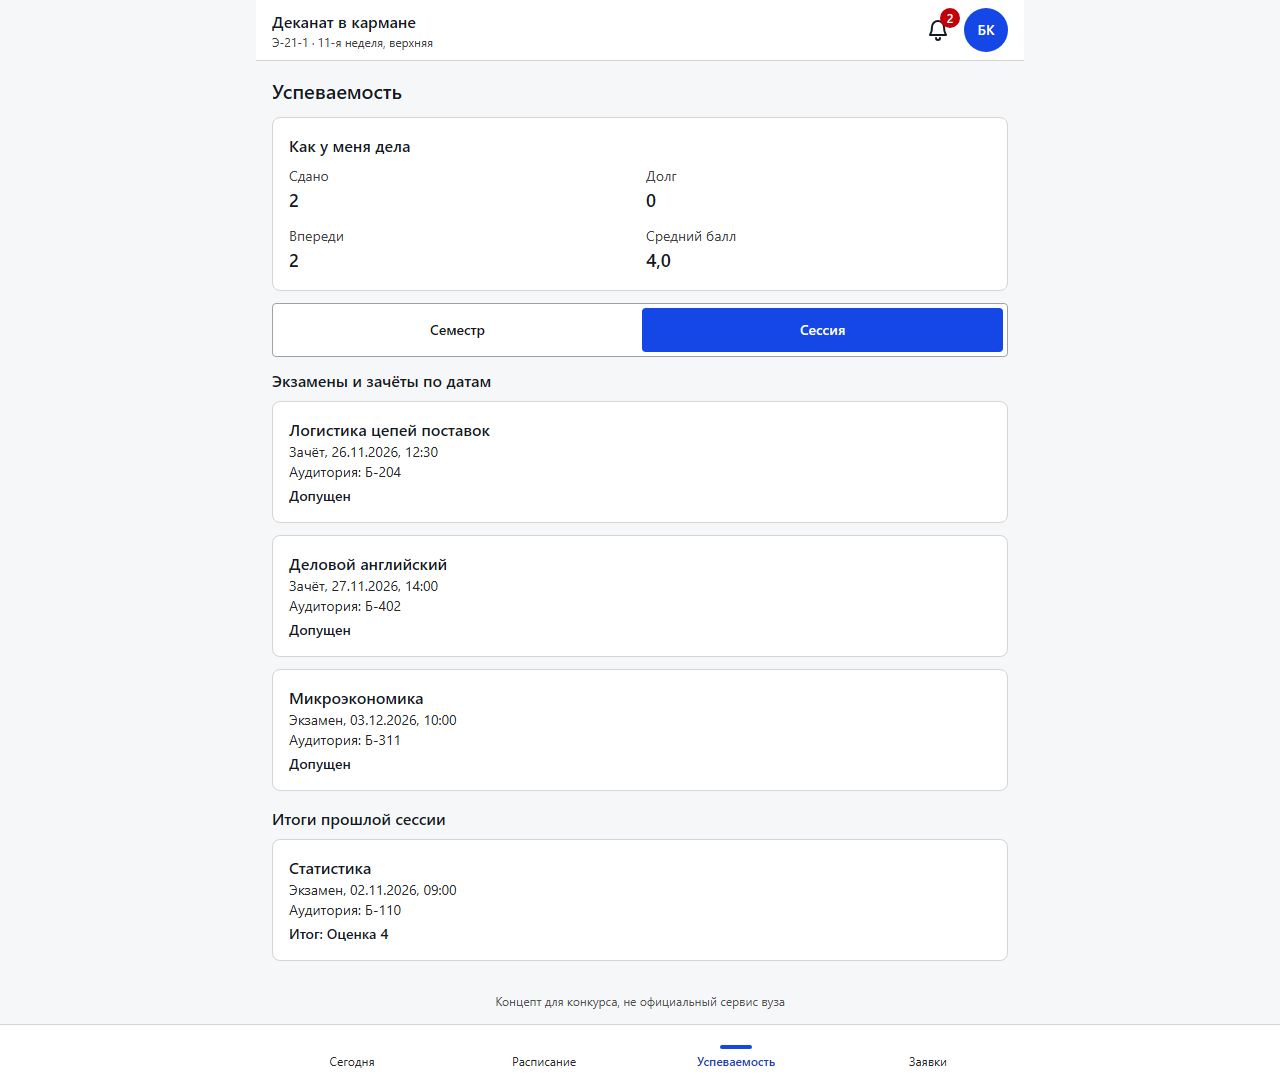 Деканат в кармане
Э-21-1 · 11-я неделя, верхняя
2
БК
Успеваемость
Как у меня дела
Сдано
2
Долг
0
Впереди
2
Средний балл
4,0
Семестр
Сессия
Экзамены и зачёты по датам
Логистика цепей поставок
Зачёт, 26.11.2026, 12:30
Аудитория: Б-204
Допущен
Деловой английский
Зачёт, 27.11.2026, 14:00
Аудитория: Б-402
Допущен
Микроэкономика
Экзамен, 03.12.2026, 10:00
Аудитория: Б-311
Допущен
Итоги прошлой сессии
Статистика
Экзамен, 02.11.2026, 09:00
Аудитория: Б-110
Итог: Оценка 4
Концепт для конкурса, не официальный сервис вуза
Сегодня
Расписание
Успеваемость
Заявки